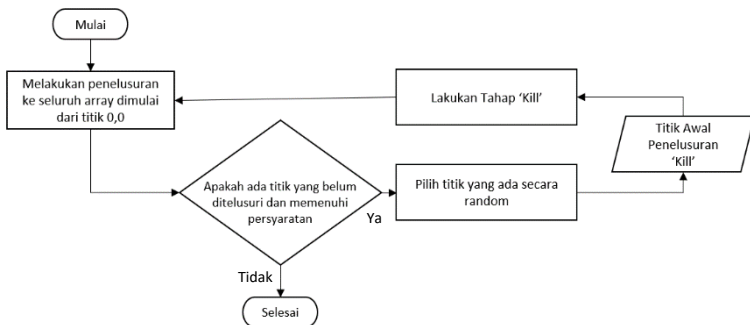 Mulai
Melakukan penelusuran
ke seluruh array dimulai
dari titik 0,0
Lakukan Tahap ‘Kill’
Titik Awal
Penelusuran
‘Kill’
Apakah ada titik yang belum
ditelusuri dan memenuhi
persyaratan
Ya
Pilih titik yang ada secara
random
Tidak
Selesai